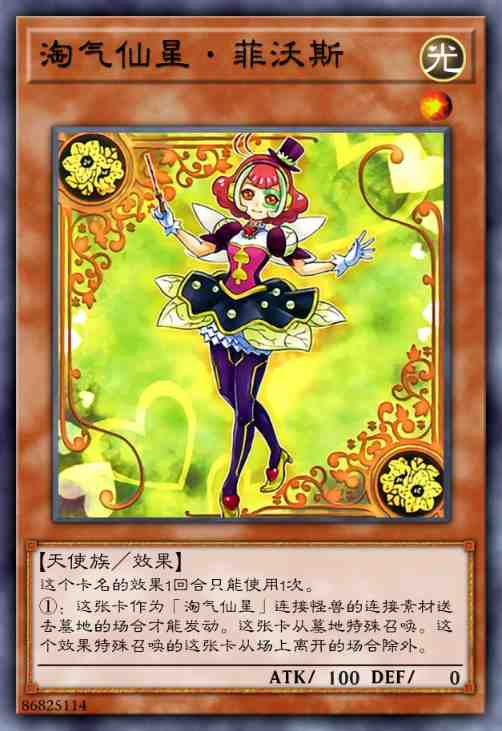 淘气仙星·菲沃斯
光
【天使族／效果】
这个卡名的效果1回合只能使用1次。
①：这张卡作为「淘气仙星」连接怪兽的连接素材送
去墓地的场合才能发动。这张卡从墓地特殊召唤。这
个效果特殊召唤的这张卡从场上离开的场合除外。
ATK/ 100 DEF/ 0
86825114